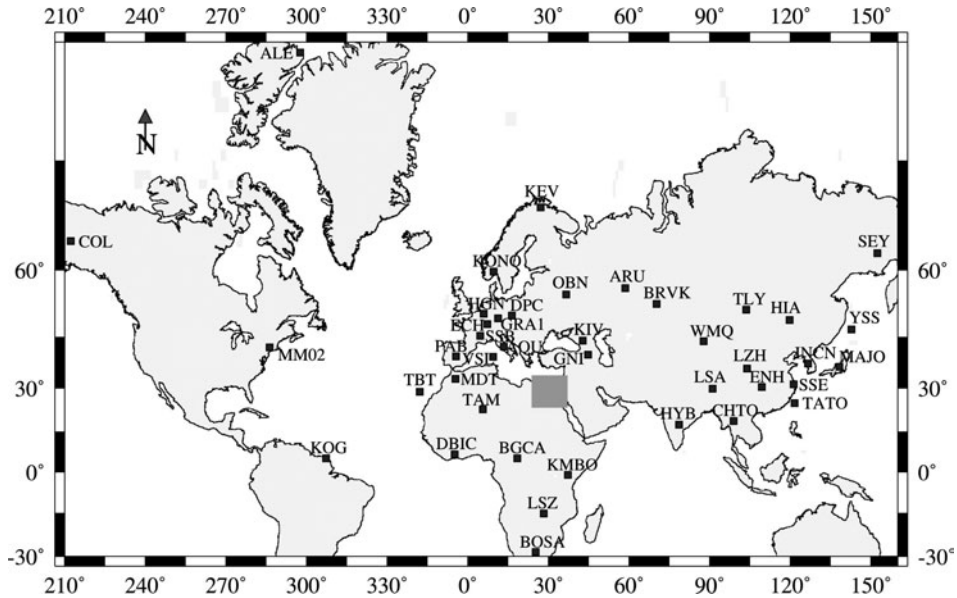 210° 240° 270° 300° 330° 0° 30° 60° 90° 120° 150°
ALE
N
KEV
COL
SEY
60° 60°
KONO
OBN
ARU
BRVK
HGN DPC
TLY
HIA
ECH GRA1
YSS
SSB
KIV
WMQ
PAB AQU
MM02
VSL
GNI
LZH
INCN
MAJO
30° 30°
TBT
MDT
LSA
ENH
SSE
TAM
TATO
HYB
CHTO
KOG
DBIC
BGCA
KMBO
0° 0°
LSZ
BOSA
-30° -30°
210° 240° 270° 300° 330° 0° 30° 60° 90° 120° 150°